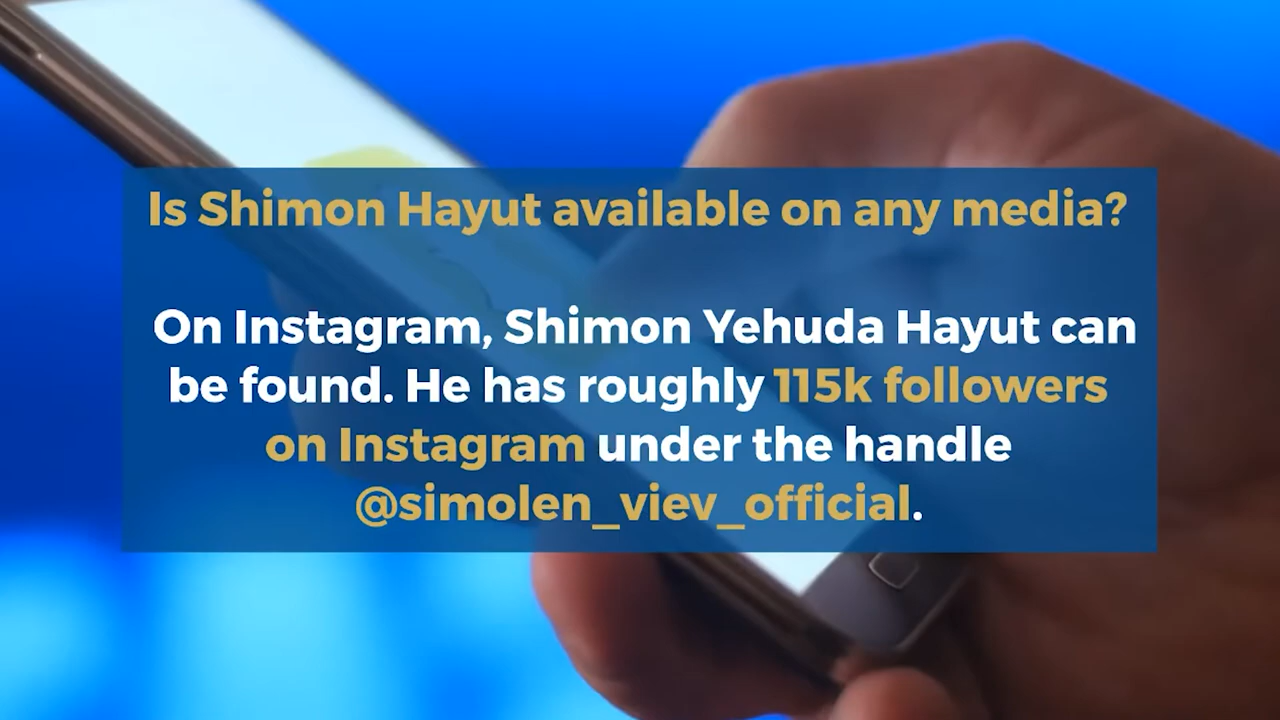 Is Shimon Hayut available on any media?
On Instagram, Shimon Yehuda Hayut can
be found. He has roughly 115k followers
on Instagram under the handle
@simolen_viev_official.